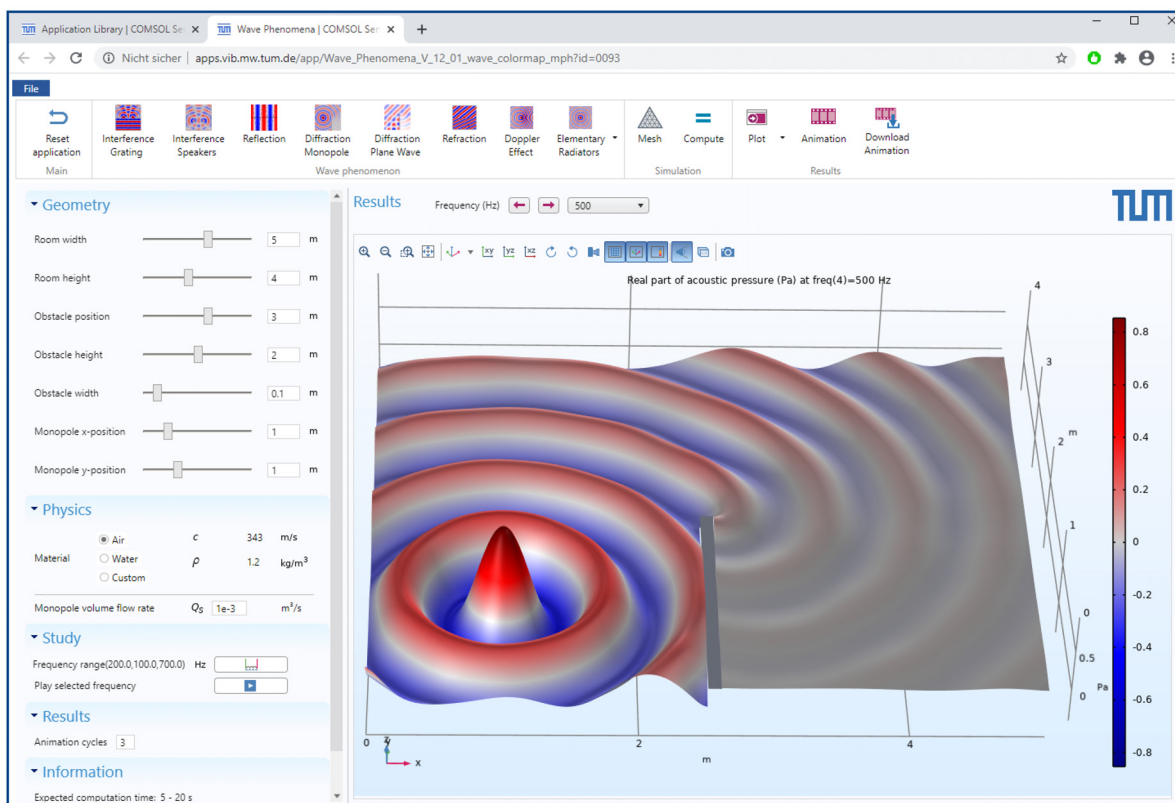 TUM Application Library | COMSOL Se
TUM Wave Phenomena | COMSOL Ser
Nicht sicher | apps.vib.mw.tum.de/app/Wave_Phenomena_V_12_01_wave_colormap_mph?id=0093
File
Reset application
Interference Grating
Interference Speakers
Reflection
Diffraction Monopole
Diffraction Plane Wave
Refraction
Doppler Effect
Elementary Radiators
Mesh
Compute
Plot
Animation
Download Animation
Main
Wave phenomenon
Simulation
Results
Geometry
Room width 5 m
Room height 4 m
Obstacle position 3 m
Obstacle height 2 m
Obstacle width 0.1 m
Monopole x-position 1 m
Monopole y-position 1 m
Physics
Material
Air
Water
Custom
c 343 m/s
ρ 1.2 kg/m³
Monopole volume flow rate Qs 1e-3 m³/s
Study
Frequency range(200.0,100.0,700.0) Hz
Play selected frequency
Results
Animation cycles 3
Information
Expected computation time: 5 - 20 s
Results Frequency (Hz) 500
TUM
xy yz xz
Real part of acoustic pressure (Pa) at freq(4)=500 Hz
4
3
2 m
1
0
0.5
0 Pa
0 2 4
m
z
y
x
0.8
0.6
0.4
0.2
0
-0.2
-0.4
-0.6
-0.8